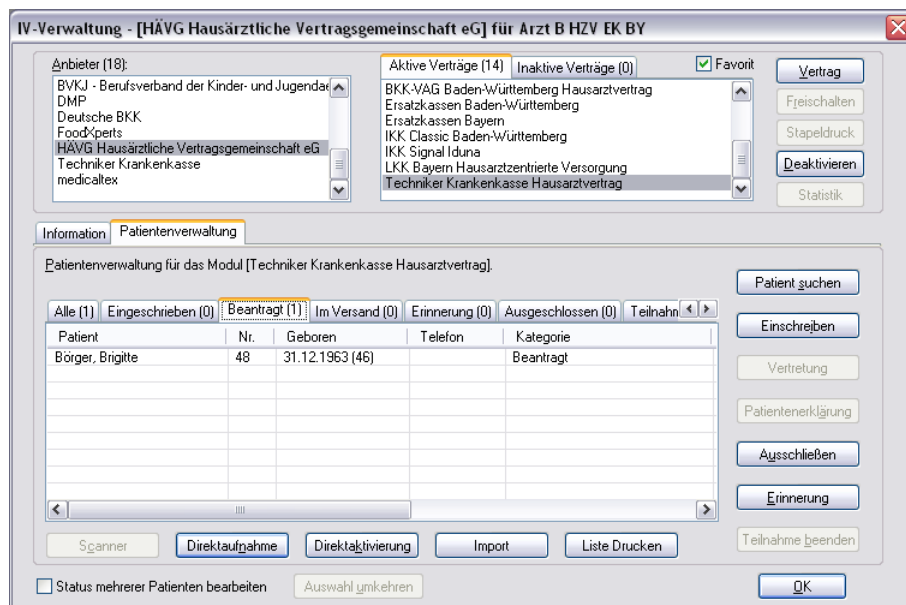 IV-Verwaltung - [HÄVG Hausärztliche Vertragsgemeinschaft eG] für Arzt B HZV EK BY
Anbieter (18):
BVKJ - Berufsverband der Kinder- und Jugendae
DMP
Deutsche BKK
FoodXperts
HÄVG Hausärztliche Vertragsgemeinschaft eG
Techniker Krankenkasse
medicaltex
Aktive Verträge (14) Inaktive Verträge (0) Favorit
BKK-VAG Baden-Württemberg Hausarztvertrag
Ersatzkassen Baden-Württemberg
Ersatzkassen Bayern
IKK Classic Baden-Württemberg
IKK Signal Iduna
LKK Bayern Hausarztzentrierte Versorgung
Techniker Krankenkasse Hausarztvertrag
Vertrag
Freischalten
Stapeldruck
Deaktivieren
Statistik
Information Patientenverwaltung
Patientenverwaltung für das Modul [Techniker Krankenkasse Hausarztvertrag].
Alle (1) Eingeschrieben (0) Beantragt (1) Im Versand (0) Erinnerung (0) Ausgeschlossen (0) Teilnahm
Patient Nr. Geboren Telefon Kategorie
Börger, Brigitte 48 31.12.1963 (46) Beantragt
Patient suchen
Einschreiben
Vertretung
Patientenerklärung
Ausschließen
Erinnerung
Teilnahme beenden
Scanner Direktaufnahme Direktaktivierung Import Liste Drucken
Status mehrerer Patienten bearbeiten Auswahl umkehren OK